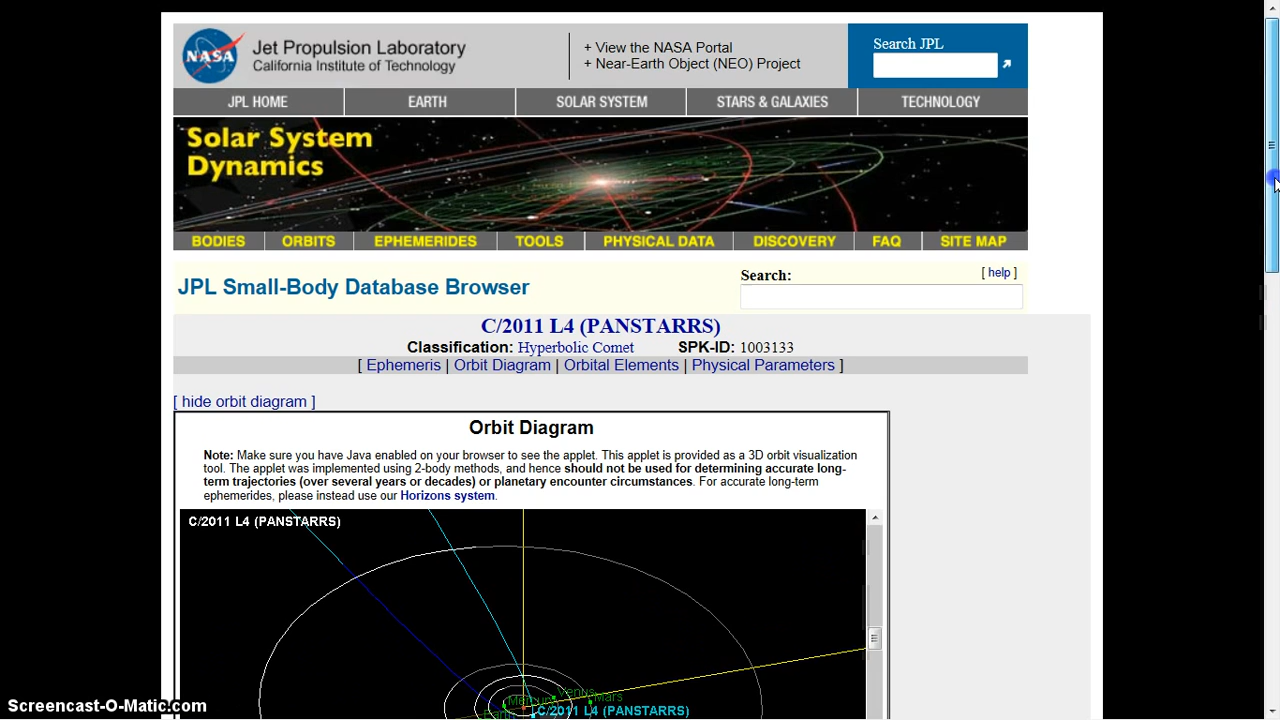 NASA
Jet Propulsion Laboratory
California Institute of Technology
+ View the NASA Portal
+ Near-Earth Object (NEO) Project
Search JPL
JPL HOME
EARTH
SOLAR SYSTEM
STARS & GALAXIES
TECHNOLOGY
Solar System
Dynamics
BODIES
ORBITS
EPHEMERIDES
TOOLS
PHYSICAL DATA
DISCOVERY
FAQ
SITE MAP
JPL Small-Body Database Browser
Search:
[ help ]
C/2011 L4 (PANSTARRS)
Classification: Hyperbolic Comet SPK-ID: 1003133
[ Ephemeris | Orbit Diagram | Orbital Elements | Physical Parameters ]
[ hide orbit diagram ]
Orbit Diagram
Note: Make sure you have Java enabled on your browser to see the applet. This applet is provided as a 3D orbit visualization
tool. The applet was implemented using 2-body methods, and hence should not be used for determining accurate long-
term trajectories (over several years or decades) or planetary encounter circumstances. For accurate long-term
ephemerides, please instead use our Horizons system.
C/2011 L4 (PANSTARRS)
Venus
Mercury
Mars
Earth
C/2011 L4 (PANSTARRS)
Screencast-O-Matic.com